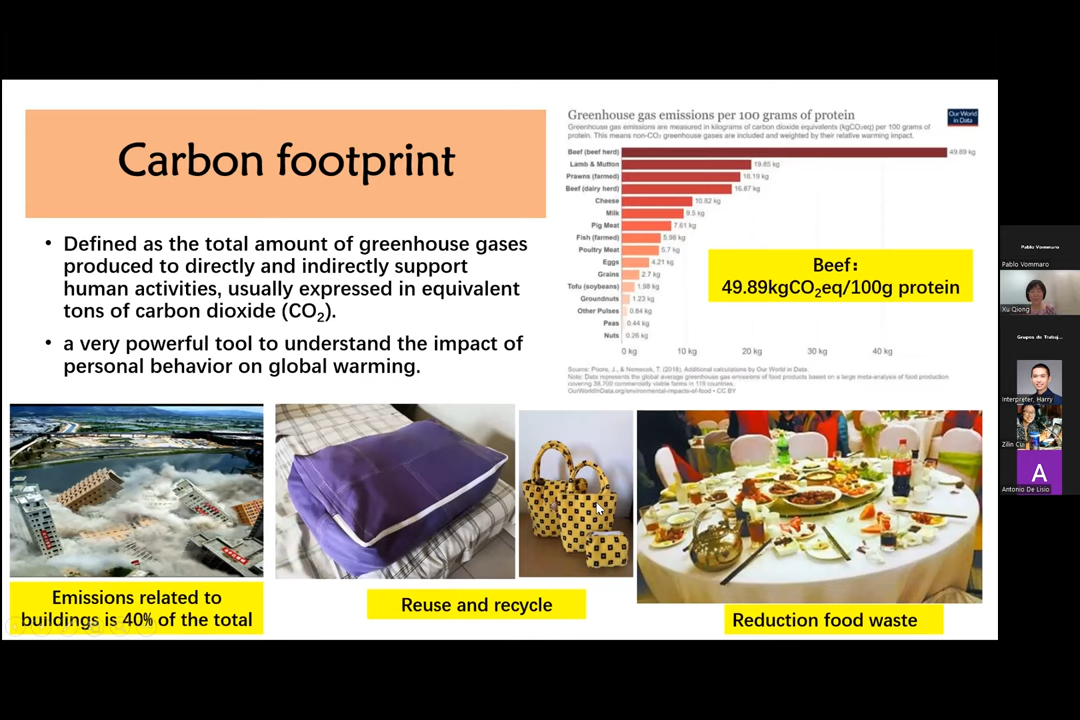 Carbon footprint
• Defined as the total amount of greenhouse gases
produced to directly and indirectly support
human activities, usually expressed in equivalent
tons of carbon dioxide (CO₂).
• a very powerful tool to understand the impact of
personal behavior on global warming.
Greenhouse gas emissions per 100 grams of protein
Greenhouse gas emissions are measured in kilograms of carbon dioxide equivalents (kgCO₂eq) per 100 grams of
protein. This means non-CO₂ greenhouse gases are included and weighted by their relative warming impact.
Our World
in Data
Beef (beef herd) 49.89 kg
Lamb & Mutton 19.85 kg
Prawns (farmed) 18.19 kg
Beef (dairy herd) 16.87 kg
Cheese 10.82 kg
Milk 9.5 kg
Pig Meat 7.61 kg
Fish (farmed) 5.98 kg
Poultry Meat 5.7 kg
Eggs 4.21 kg
Grains 2.7 kg
Tofu (soybeans) 1.98 kg
Groundnuts 1.23 kg
Other Pulses 0.84 kg
Peas 0.44 kg
Nuts 0.26 kg
0 kg 10 kg 20 kg 30 kg 40 kg
Beef:
49.89kgCO₂eq/100g protein
Source: Poore, J., & Nemecek, T. (2018). Additional calculations by Our World in Data.
Note: Data represents the global average greenhouse gas emissions of food products based on a large meta-analysis of food production
covering 38,700 commercially viable farms in 119 countries.
OurWorldInData.org/environmental-impacts-of-food • CC BY
Emissions related to
buildings is 40% of the total
Reuse and recycle
Reduction food waste
Pablo Vommaro
Pablo Vommaro
Xu Qiong
Grupos de Trabaj...
Interpreter, Harry
Zilin Cui
A
Antonio De Lisio